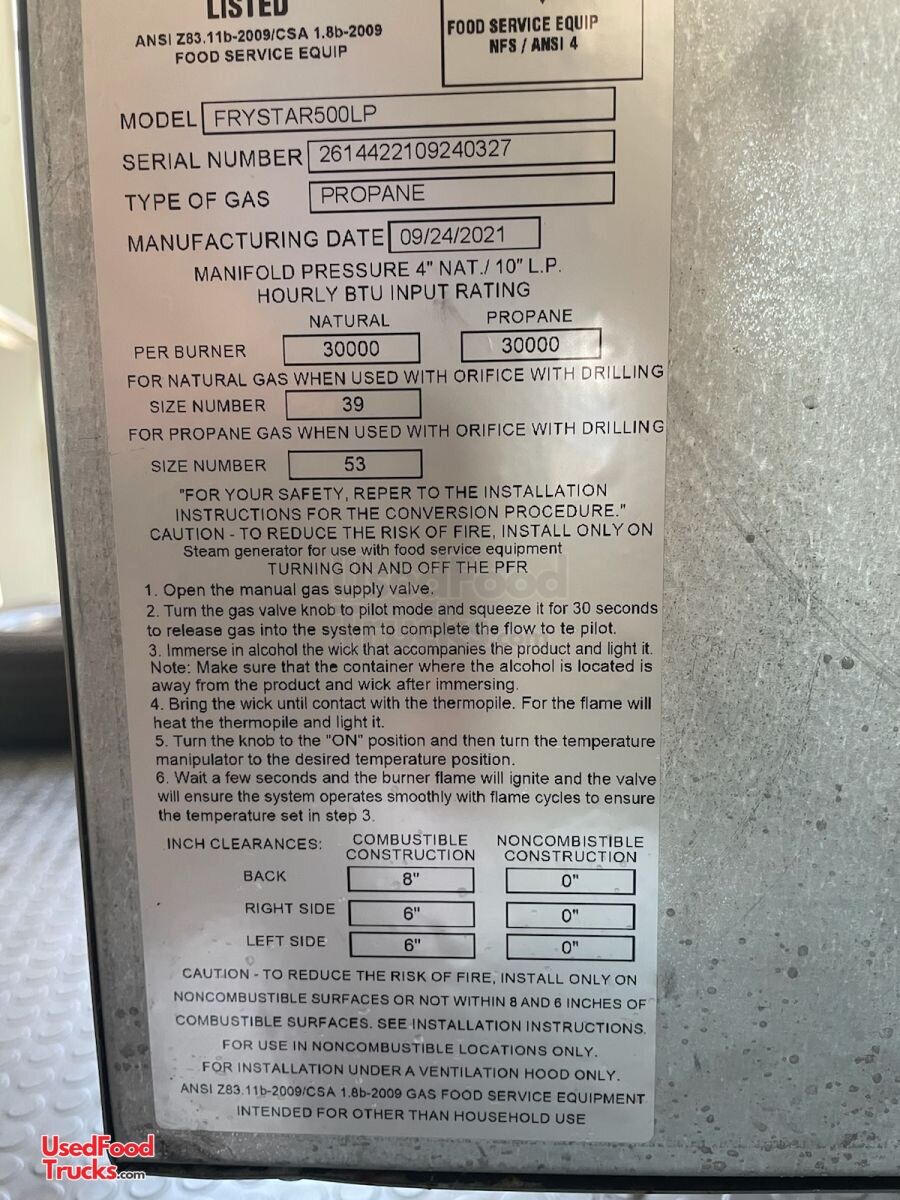 LISTED
ANSI Z83.11b-2009/CSA 1.8b-2009
FOOD SERVICE EQUIP
FOOD SERVICE EQUIP
NFS / ANSI 4
MODEL FRYSTAR500LP
SERIAL NUMBER 2614422109240327
TYPE OF GAS PROPANE
MANUFACTURING DATE 09/24/2021
MANIFOLD PRESSURE 4" NAT./ 10" L.P.
HOURLY BTU INPUT RATING
NATURAL PROPANE
PER BURNER 30000 30000
FOR NATURAL GAS WHEN USED WITH ORIFICE WITH DRILLING
SIZE NUMBER 39
FOR PROPANE GAS WHEN USED WITH ORIFICE WITH DRILLING
SIZE NUMBER 53
"FOR YOUR SAFETY, REPER TO THE INSTALLATION
INSTRUCTIONS FOR THE CONVERSION PROCEDURE."
CAUTION - TO REDUCE THE RISK OF FIRE, INSTALL ONLY ON
Steam generator for use with food service equipment
TURNING ON AND OFF THE PFR
1. Open the manual gas supply valve.
2. Turn the gas valve knob to pilot mode and squeeze it for 30 seconds
to release gas into the system to complete the flow to te pilot.
3. Immerse in alcohol the wick that accompanies the product and light it.
Note: Make sure that the container where the alcohol is located is
away from the product and wick after immersing.
4. Bring the wick until contact with the thermopile. For the flame will
heat the thermopile and light it.
5. Turn the knob to the "ON" position and then turn the temperature
manipulator to the desired temperature position.
6. Wait a few seconds and the burner flame will ignite and the valve
will ensure the system operates smoothly with flame cycles to ensure
the temperature set in step 3.
INCH CLEARANCES: COMBUSTIBLE CONSTRUCTION NONCOMBISTIBLE CONSTRUCTION
BACK 8" 0"
RIGHT SIDE 6" 0"
LEFT SIDE 6" 0"
CAUTION - TO REDUCE THE RISK OF FIRE, INSTALL ONLY ON
NONCOMBUSTIBLE SURFACES OR NOT WITHIN 8 AND 6 INCHES OF
COMBUSTIBLE SURFACES. SEE INSTALLATION INSTRUCTIONS.
FOR USE IN NONCOMBUSTIBLE LOCATIONS ONLY.
FOR INSTALLATION UNDER A VENTILATION HOOD ONLY.
ANSI Z83.11b-2009/CSA 1.8b-2009 GAS FOOD SERVICE EQUIPMENT
INTENDED FOR OTHER THAN HOUSEHOLD USE
UsedFood
Trucks.com